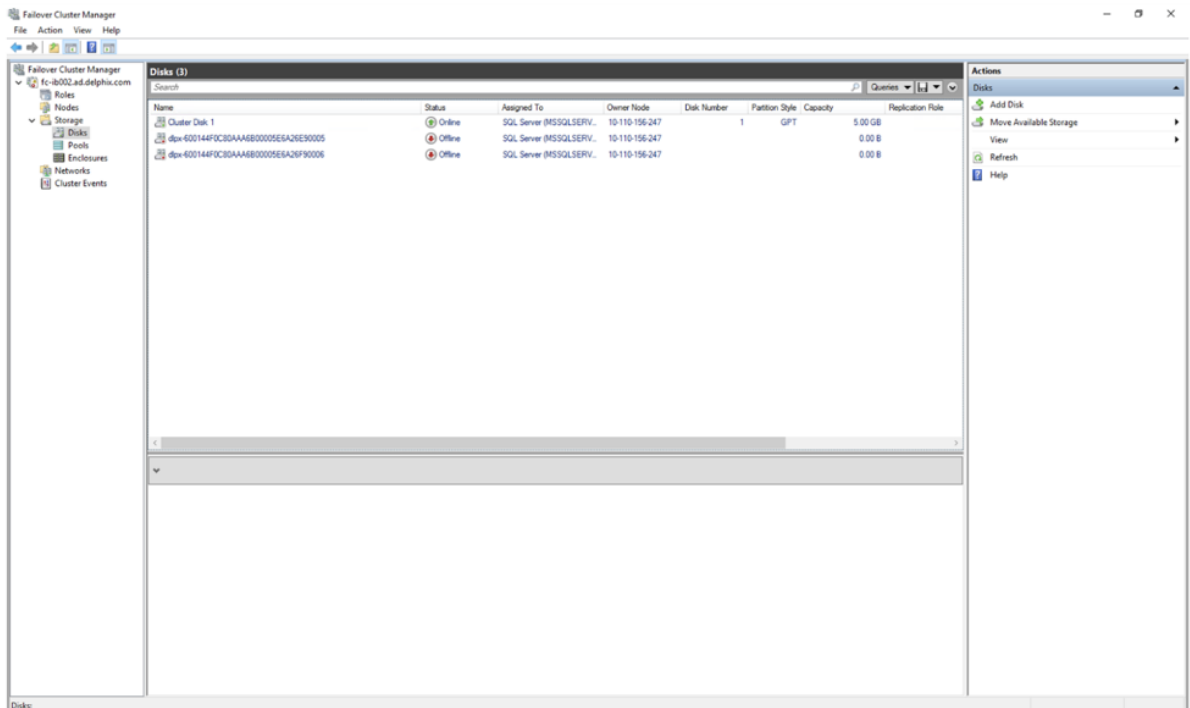 Failover Cluster Manager
File Action View Help
Failover Cluster Manager
fc-ib002.ad.delphix.com
Roles
Nodes
Storage
Disks
Pools
Enclosures
Networks
Cluster Events
Disks (3)
Search
Queries
Name Status Assigned To Owner Node Disk Number Partition Style Capacity Replication Role
Cluster Disk 1 Online SQL Server (MSSQLSERV... 10-110-156-247 1 GPT 5.00 GB
dlpx-600144F0C80AAA6B00005E6A26E90005 Offline SQL Server (MSSQLSERV... 10-110-156-247 0.00 B
dlpx-600144F0C80AAA6B00005E6A26F90006 Offline SQL Server (MSSQLSERV... 10-110-156-247 0.00 B
Actions
Disks
Add Disk
Move Available Storage
View
Refresh
Help
Disks: